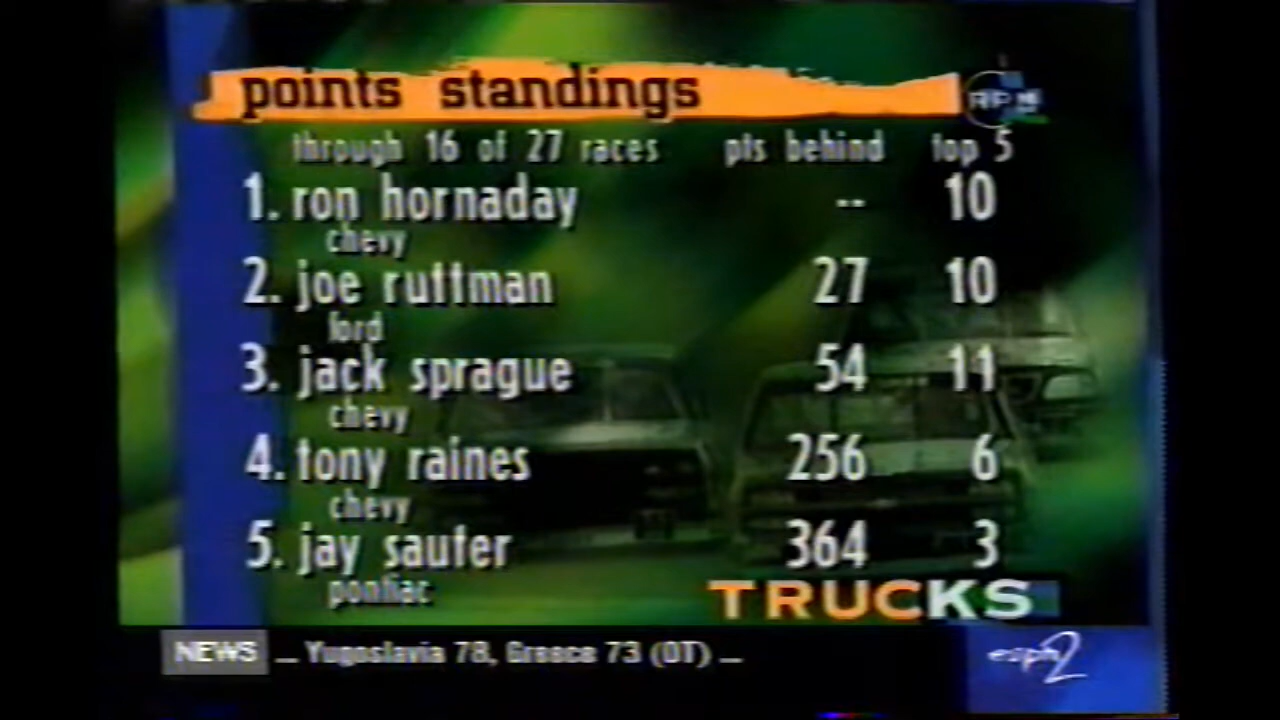 points standings
RPM
through 16 of 27 races pts behind top 5
1. ron hornaday -- 10
chevy
2. joe ruttman 27 10
ford
3. jack sprague 54 11
chevy
4. tony raines 256 6
chevy
5. jay sauter 364 3
pontiac
TRUCKS
NEWS ... Yugoslavia 78, Greece 73 (OT) ...
espn2